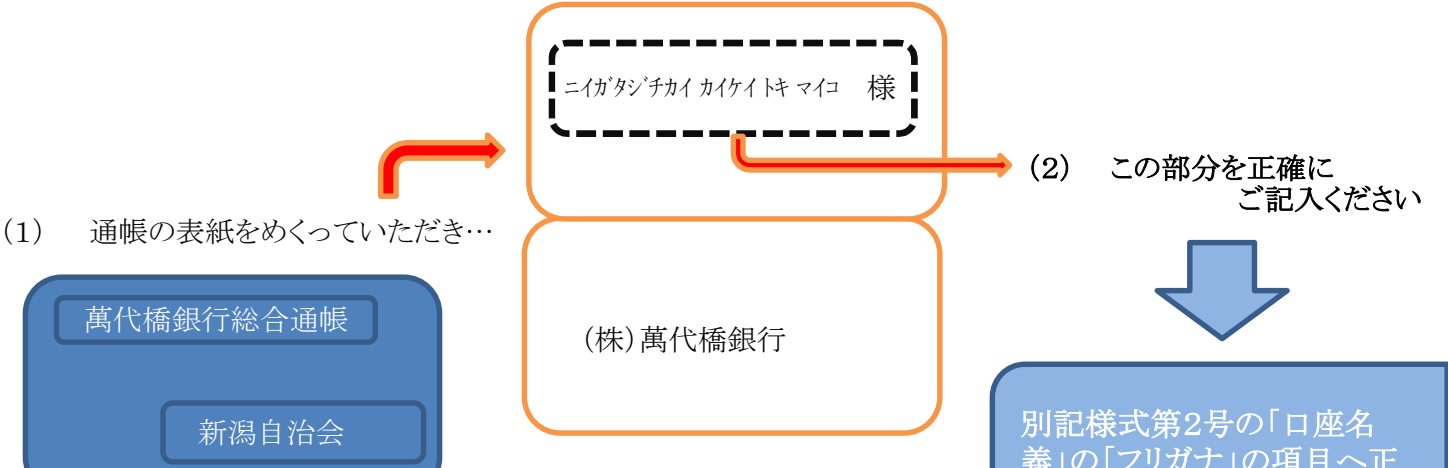 ニイガタジチカイ カイケイ トキ マイコ 様
(2) この部分を正確に
ご記入ください
(1) 通帳の表紙をめくっていただき…
萬代橋銀行総合通帳
新潟自治会
(株)萬代橋銀行
別記様式第2号の「口座名
義」の「フリガナ」の項目へ正